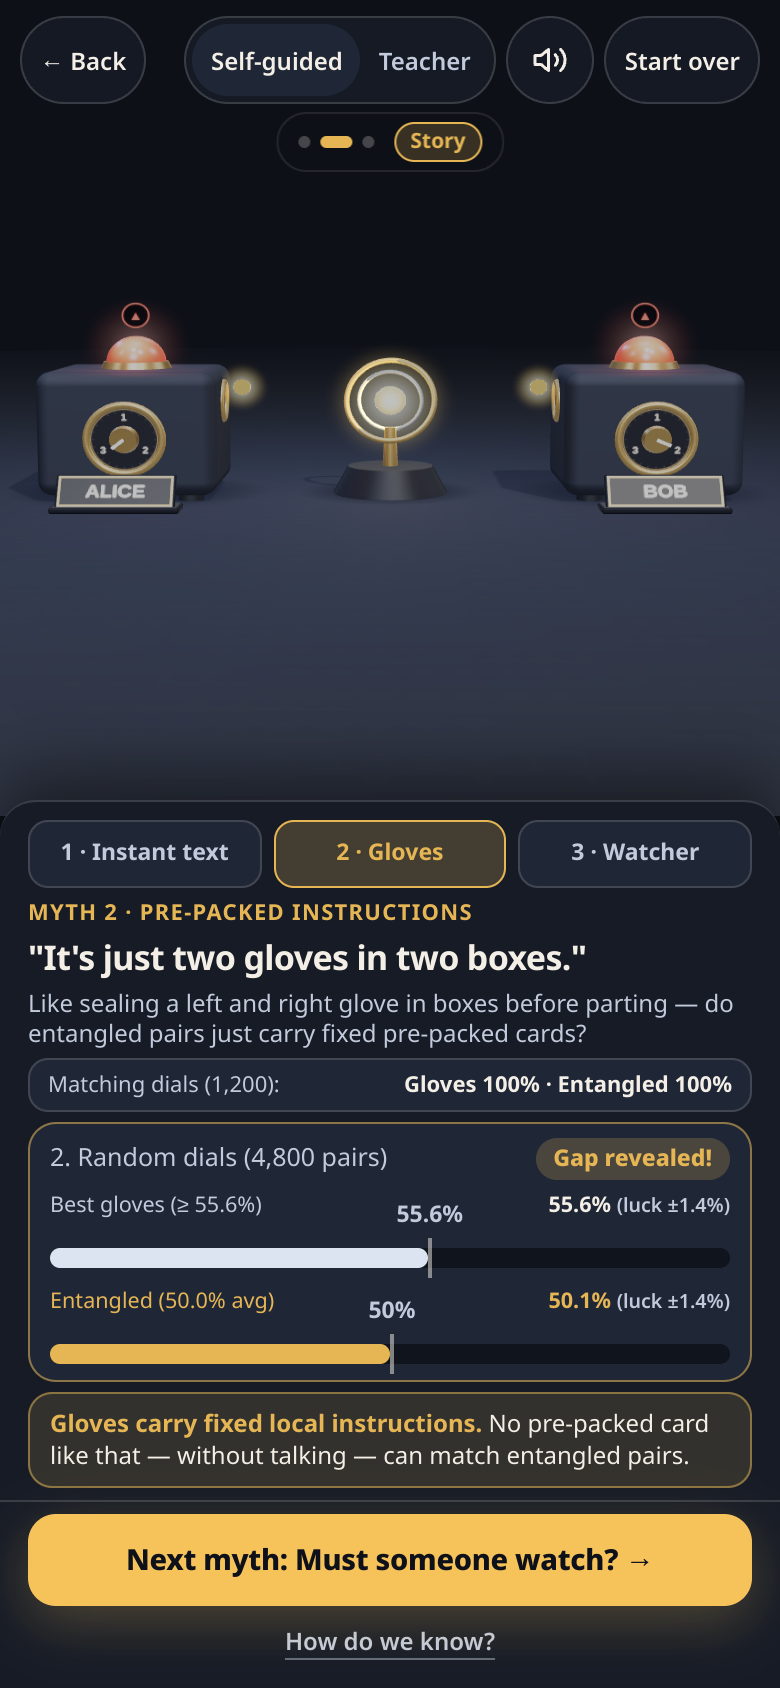 ← Back
Self-guided
Teacher
Start over
Story
1
3
2
ALICE
1
3
2
BOB
1 · Instant text
2 · Gloves
3 · Watcher
MYTH 2 · PRE-PACKED INSTRUCTIONS
"It's just two gloves in two boxes."
Like sealing a left and right glove in boxes before parting — do
entangled pairs just carry fixed pre-packed cards?
Matching dials (1,200):
Gloves 100% · Entangled 100%
2. Random dials (4,800 pairs)
Gap revealed!
Best gloves (≥ 55.6%)
55.6%
55.6% (luck ±1.4%)
Entangled (50.0% avg)
50%
50.1% (luck ±1.4%)
Gloves carry fixed local instructions. No pre-packed card
like that — without talking — can match entangled pairs.
Next myth: Must someone watch? →
How do we know?